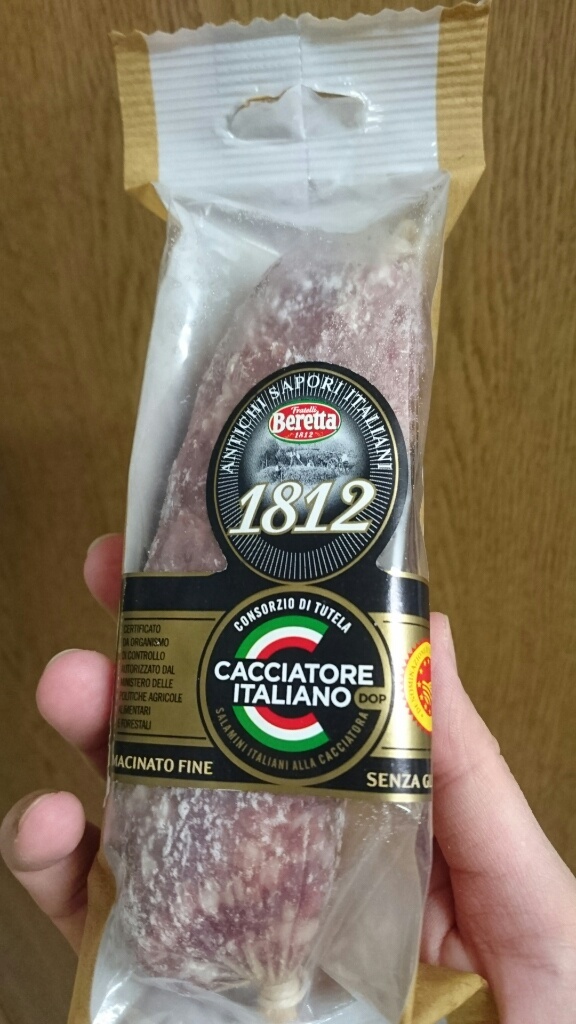 ANTICHI SAPORI ITALIANI
Fratelli
Beretta
1812
1812
CONSORZIO DI TUTELA
CACCIATORE
ITALIANO DOP
SALAMINI ITALIANI ALLA CACCIATORA
CERTIFICATO
DA ORGANISMO
DI CONTROLLO
AUTORIZZATO DAL
MINISTERO DELLE
POLITICHE AGRICOLE
ALIMENTARI
E FORESTALI
MACINATO FINE
SENZA